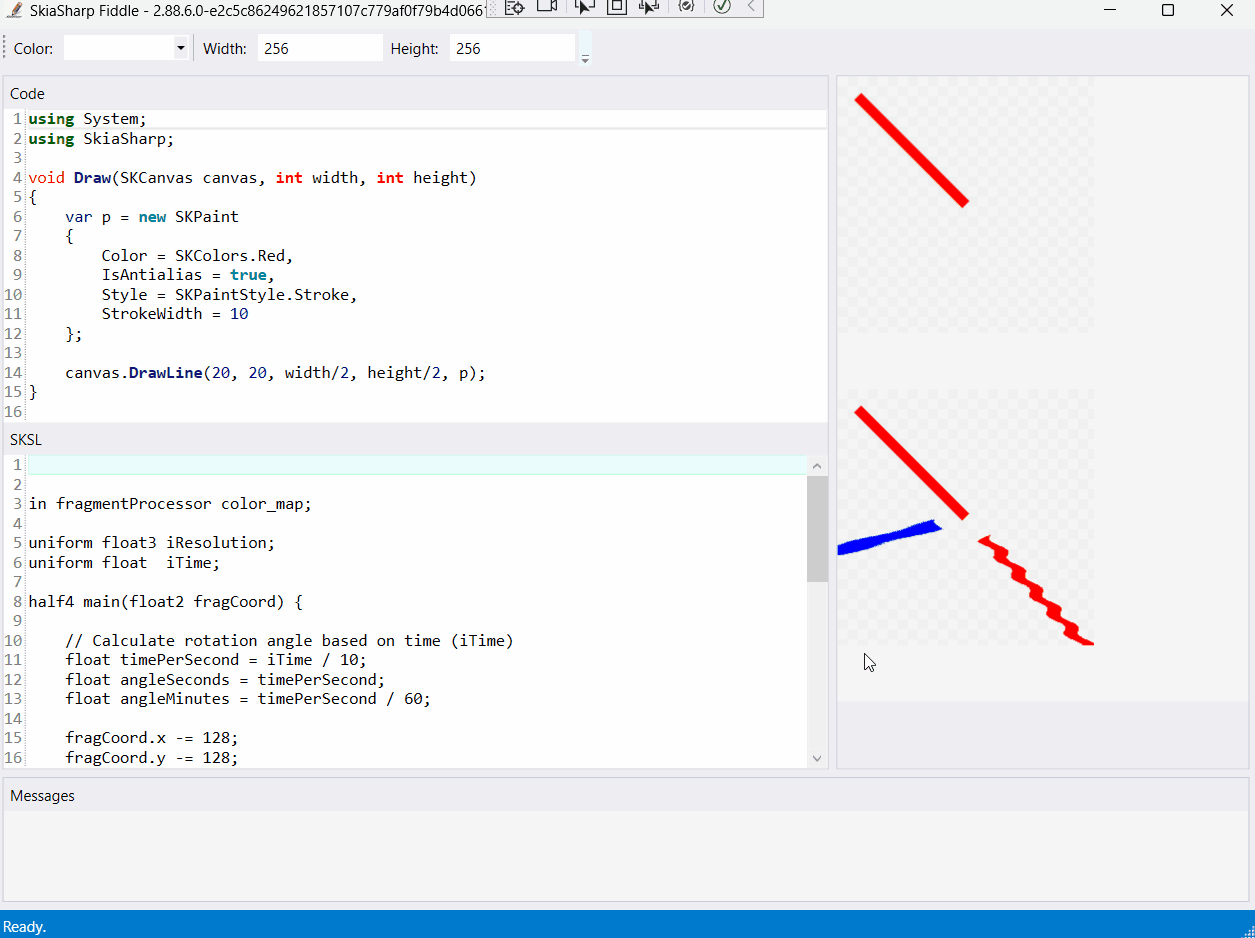 SkiaSharp Fiddle - 2.88.6.0-e2c5c86249621857107c779af0f79b4d066
Color: Width: 256 Height: 256
Code
1 using System;
2 using SkiaSharp;
3
4 void Draw(SKCanvas canvas, int width, int height)
5 {
6     var p = new SKPaint
7     {
8         Color = SKColors.Red,
9         IsAntialias = true,
10         Style = SKPaintStyle.Stroke,
11         StrokeWidth = 10
12     };
13
14     canvas.DrawLine(20, 20, width/2, height/2, p);
15 }
16
SKSL
1
2
3 in fragmentProcessor color_map;
4
5 uniform float3 iResolution;
6 uniform float  iTime;
7
8 half4 main(float2 fragCoord) {
9
10     // Calculate rotation angle based on time (iTime)
11     float timePerSecond = iTime / 10;
12     float angleSeconds = timePerSecond;
13     float angleMinutes = timePerSecond / 60;
14
15     fragCoord.x -= 128;
16     fragCoord.y -= 128;
Messages
Ready.